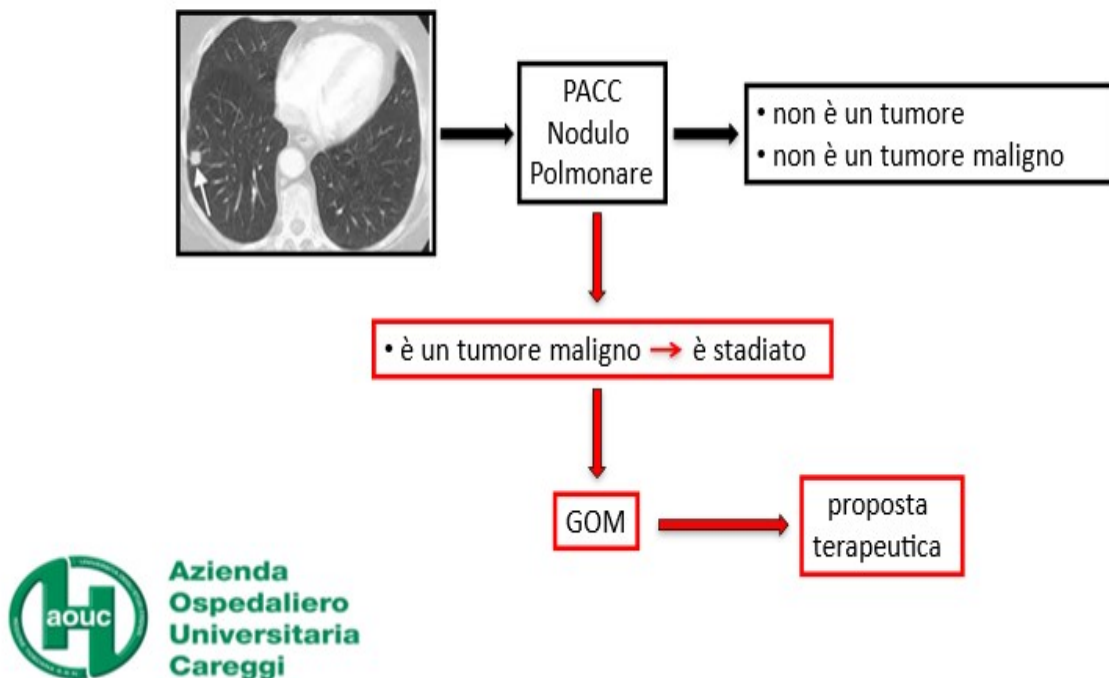 PACC
Nodulo
Polmonare
• non è un tumore
• non è un tumore maligno
• è un tumore maligno → è stadiato
GOM
proposta
terapeutica
aouc
Azienda
Ospedaliero
Universitaria
Careggi